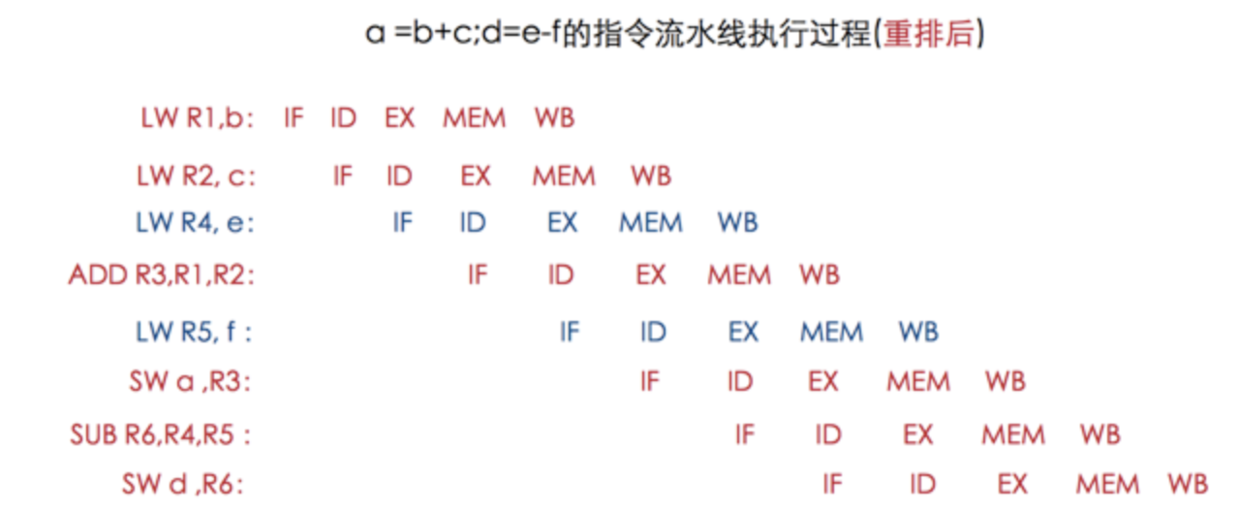 a =b+c;d=e-f的指令流水线执行过程(重排后)
LW R1,b: IF ID EX MEM WB
LW R2, c: IF ID EX MEM WB
LW R4, e: IF ID EX MEM WB
ADD R3,R1,R2: IF ID EX MEM WB
LW R5, f : IF ID EX MEM WB
SW a ,R3: IF ID EX MEM WB
SUB R6,R4,R5 : IF ID EX MEM WB
SW d ,R6: IF ID EX MEM WB